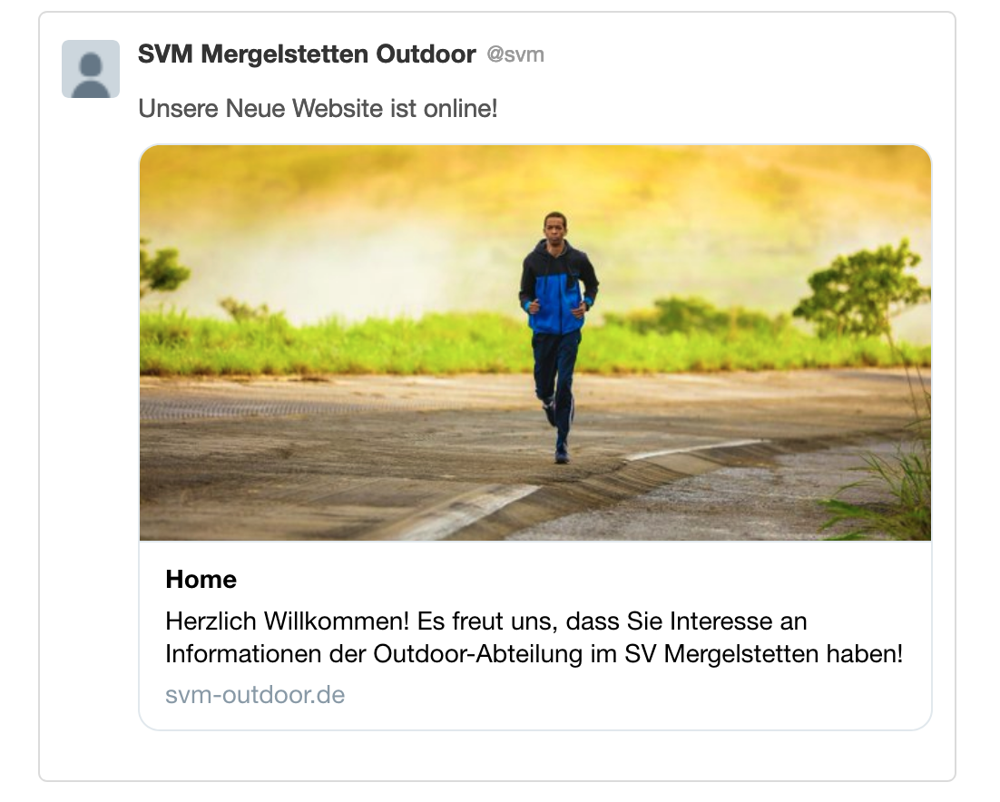 SVM Mergelstetten Outdoor @svm
Unsere Neue Website ist online!
Home
Herzlich Willkommen! Es freut uns, dass Sie Interesse an
Informationen der Outdoor-Abteilung im SV Mergelstetten haben!
svm-outdoor.de